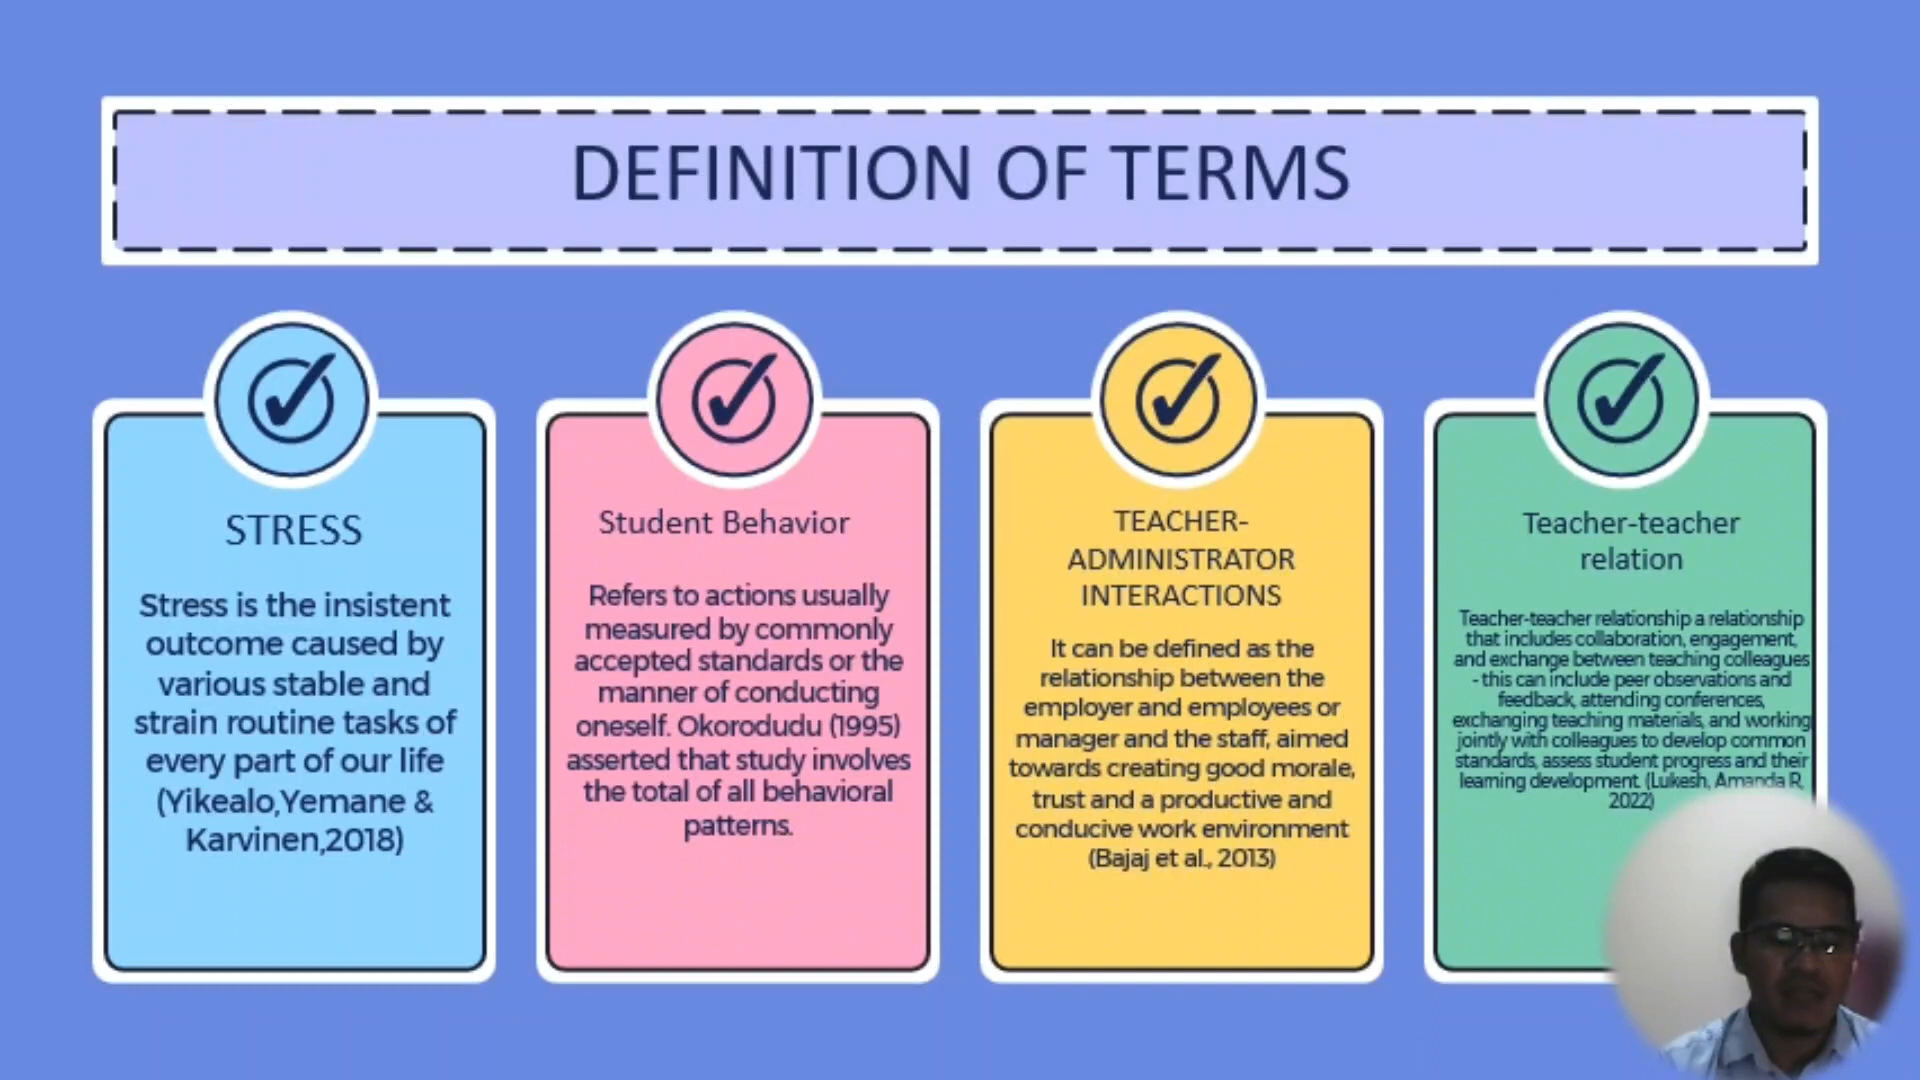 DEFINITION OF TERMS
STRESS
Stress is the insistent
outcome caused by
various stable and
strain routine tasks of
every part of our life
(Yikealo,Yemane &
Karvinen,2018)
Student Behavior
Refers to actions usually
measured by commonly
accepted standards or the
manner of conducting
oneself. Okorodudu (1995)
asserted that study involves
the total of all behavioral
patterns.
TEACHER-
ADMINISTRATOR
INTERACTIONS
It can be defined as the
relationship between the
employer and employees or
manager and the staff, aimed
towards creating good morale,
trust and a productive and
conducive work environment
(Bajaj et al., 2013)
Teacher-teacher
relation
Teacher-teacher relationship a relationship
that includes collaboration, engagement,
and exchange between teaching colleagues
- this can include peer observations and
feedback, attending conferences,
exchanging teaching materials, and working
jointly with colleagues to develop common
standards, assess student progress and their
learning development. (Lukesh, Amanda R,
2022)